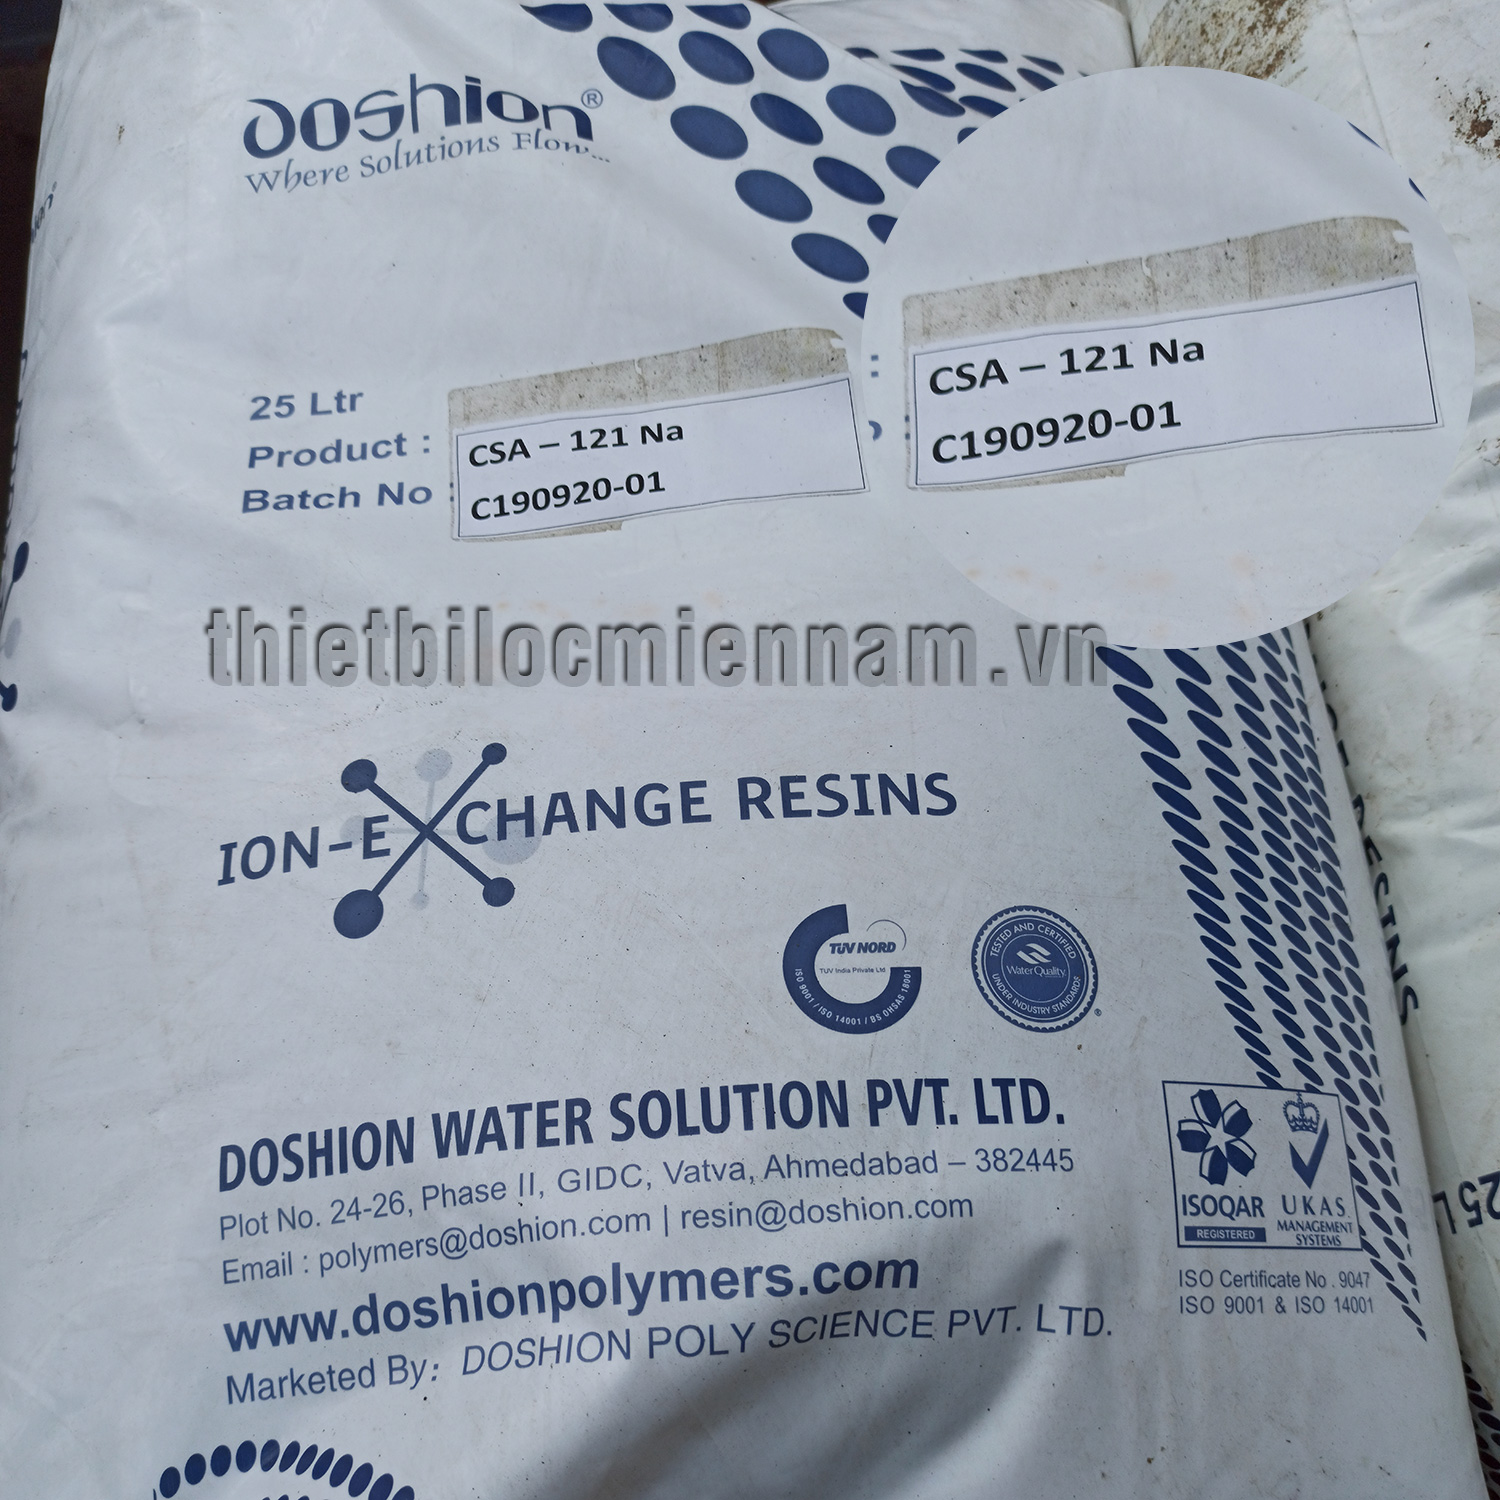 Doshion®
Where Solutions Flow...
25 Ltr
Product :
CSA – 121 Na
Batch No :
C190920-01
CSA – 121 Na
C190920-01
thietbilocmiennam.vn
ION-EXCHANGE RESINS
TUV NORD
TUV India Private Ltd
ISO 9001 / ISO 14001 / BS OHSAS 18001
TESTED AND CERTIFIED
Water Quality
UNDER INDUSTRY STANDARDS
DOSHION WATER SOLUTION PVT. LTD.
Plot No. 24-26, Phase II, GIDC, Vatva, Ahmedabad – 382445
Email : polymers@doshion.com | resin@doshion.com
www.doshionpolymers.com
Marketed By: DOSHION POLY SCIENCE PVT. LTD.
ISOQAR
REGISTERED
UKAS
MANAGEMENT
SYSTEMS
ISO Certificate No . 9047
ISO 9001 & ISO 14001